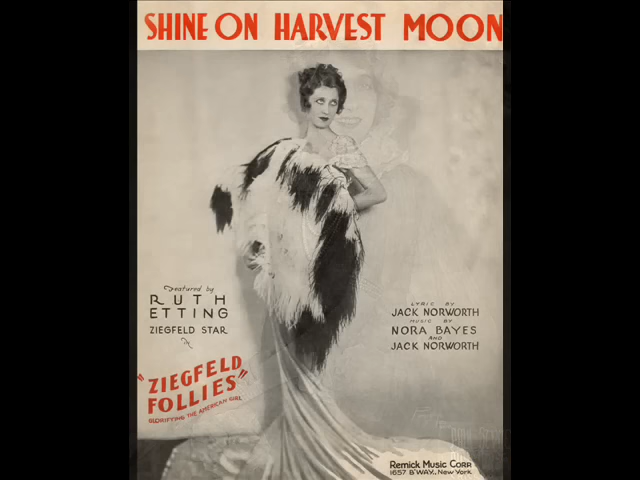 SHINE ON HARVEST MOON
Featured by
RUTH
ETTING
ZIEGFELD STAR
in
"ZIEGFELD
FOLLIES"
GLORIFYING THE AMERICAN GIRL
LYRIC BY
JACK NORWORTH
MUSIC BY
NORA BAYES
AND
JACK NORWORTH
Remick Music Corp.
1657 B'WAY., New York